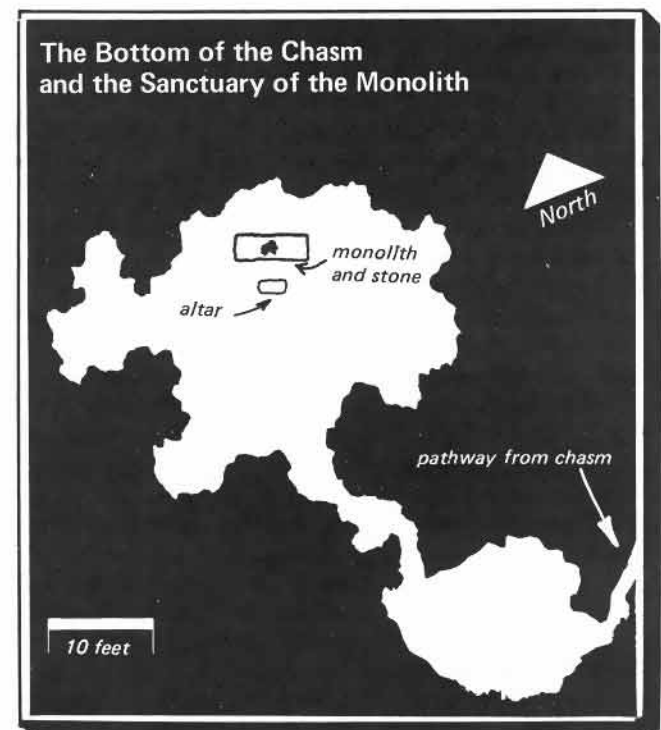 The Bottom of the Chasm
and the Sanctuary of the Monolith
North
monolith
and stone
altar
pathway from chasm
10 feet